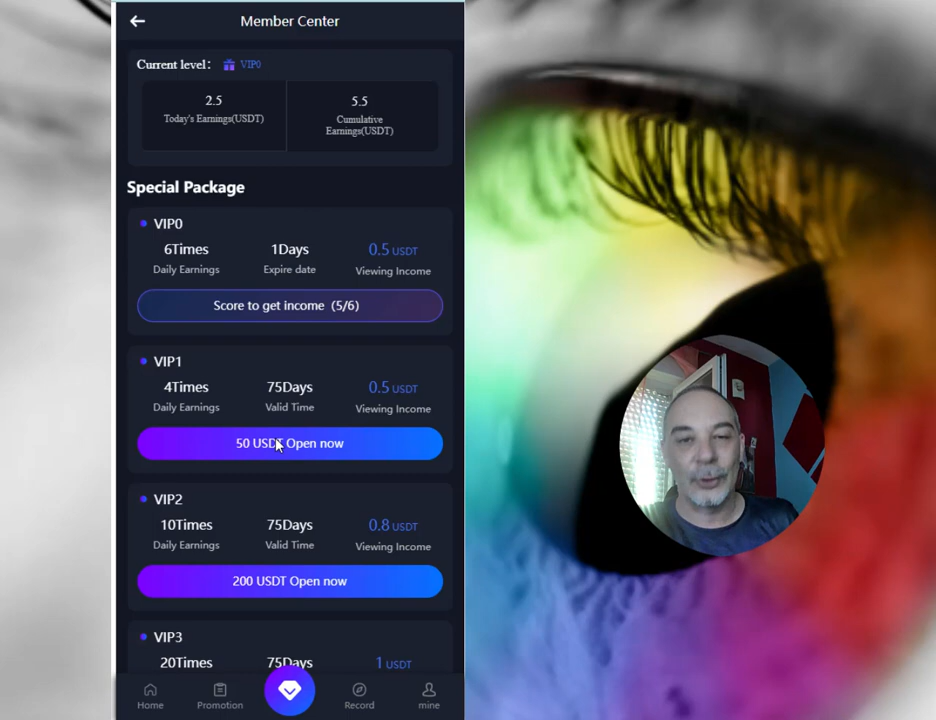 Member Center
Current level: VIP0
2.5
Today's Earnings(USDT)
5.5
Cumulative
Earnings(USDT)
Special Package
VIP0
6Times
Daily Earnings
1Days
Expire date
0.5 USDT
Viewing Income
Score to get income (5/6)
VIP1
4Times
Daily Earnings
75Days
Valid Time
0.5 USDT
Viewing Income
50 USDT Open now
VIP2
10Times
Daily Earnings
75Days
Valid Time
0.8 USDT
Viewing Income
200 USDT Open now
VIP3
20Times
75Days
1 USDT
Home
Promotion
Record
mine